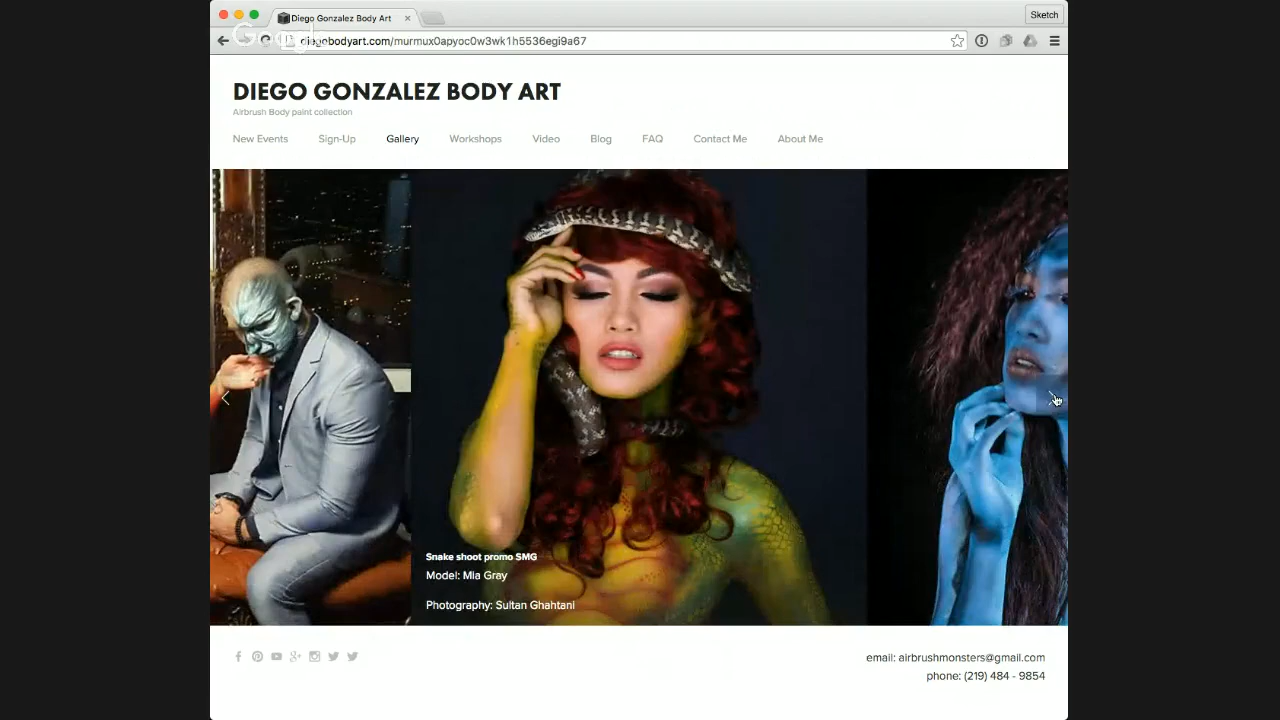 Diego Gonzalez Body Art
Sketch
Google
diegobodyart.com/murmux0apyoc0w3wk1h5536egi9a67
DIEGO GONZALEZ BODY ART
Airbrush Body paint collection
New Events Sign-Up Gallery Workshops Video Blog FAQ Contact Me About Me
Snake shoot promo SMG
Model: Mia Gray
Photography: Sultan Ghahtani
email: airbrushmonsters@gmail.com
phone: (219) 484 - 9854